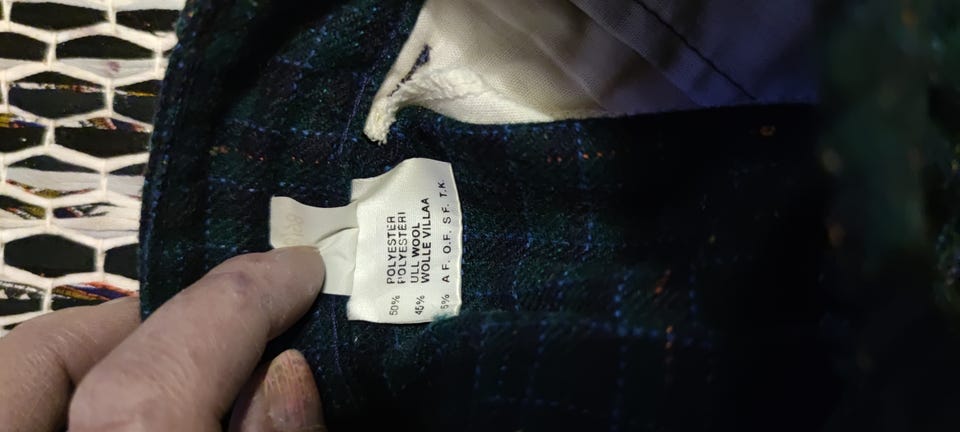 50% POLYESTER
POLYESTERI
45% ULL WOOL
WOLLE VILLAA
5% A F. O.F. S F. T.K.